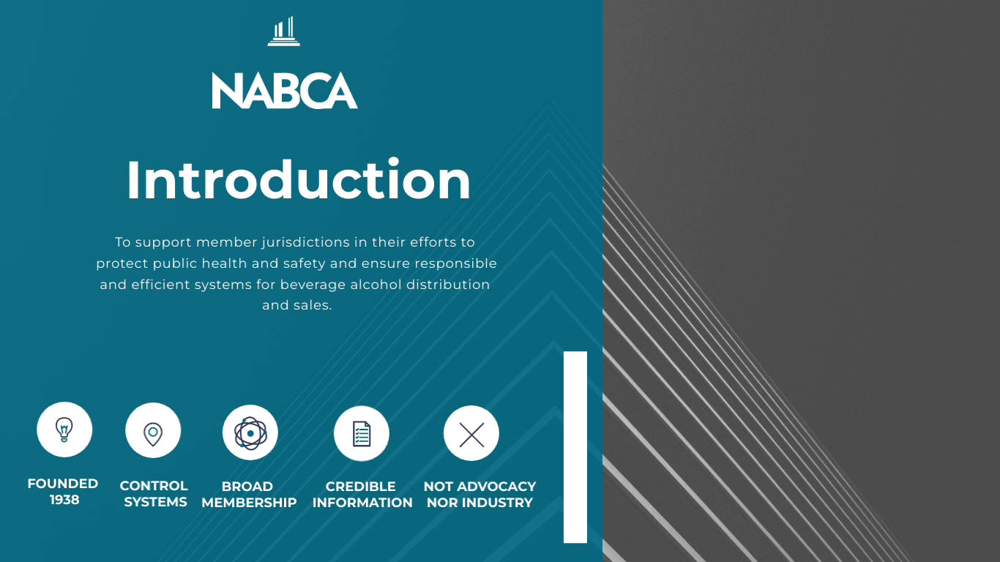 NABCA
Introduction
To support member jurisdictions in their efforts to
protect public health and safety and ensure responsible
and efficient systems for beverage alcohol distribution
and sales.
FOUNDED
1938
CONTROL
SYSTEMS
BROAD
MEMBERSHIP
CREDIBLE
INFORMATION
NOT ADVOCACY
NOR INDUSTRY